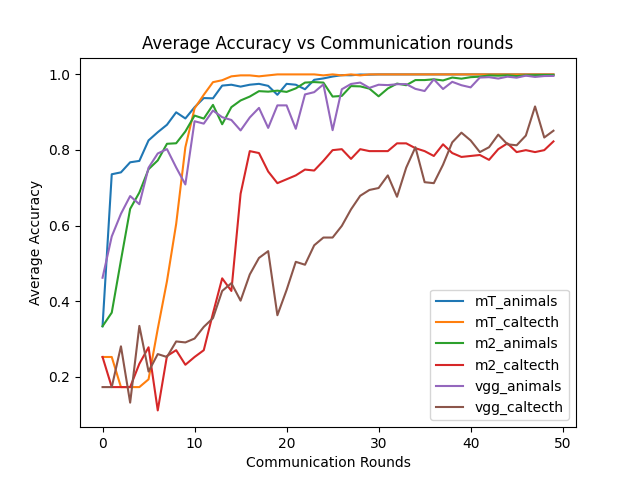 Average Accuracy vs Communication rounds
Average Accuracy
1.0
0.8
0.6
0.4
0.2
0 10 20 30 40 50
Communication Rounds
mT_animals
mT_caltecth
m2_animals
m2_caltecth
vgg_animals
vgg_caltecth